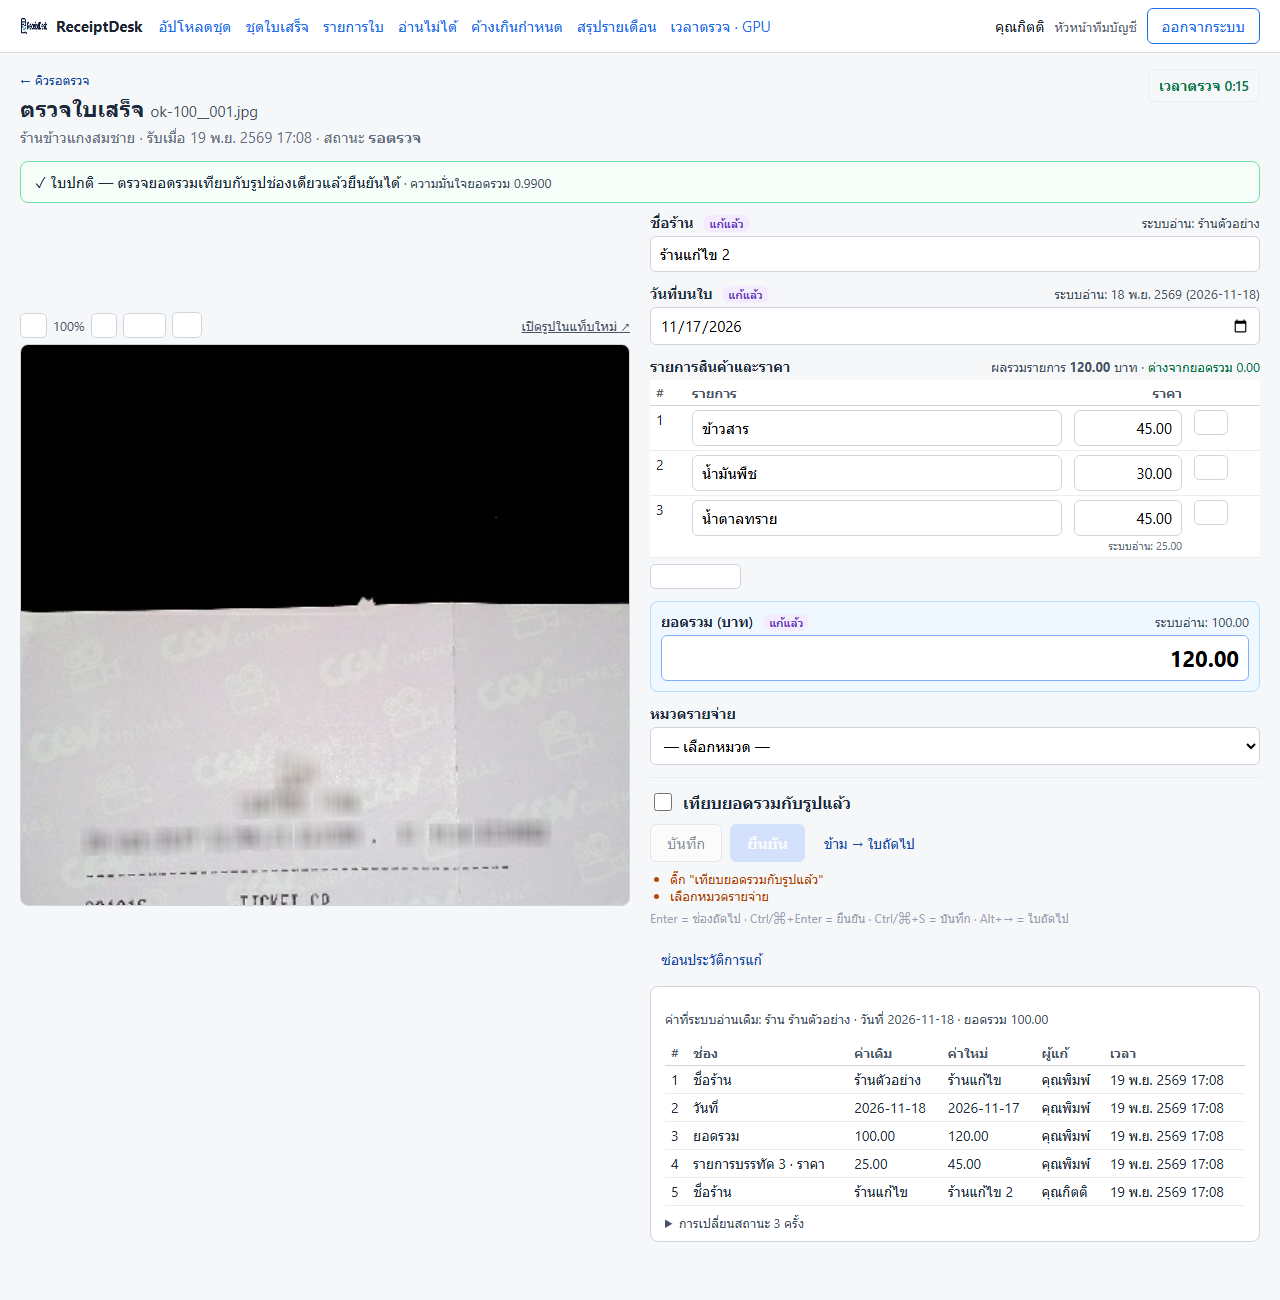 ReceiptDesk อัปโหลดชุด ชุดใบเสร็จ รายการใบ อ่านไม่ได้ ค้างเกินกำหนด สรุปรายเดือน เวลาตรวจ · GPU คุณกิตติ หัวหน้าทีมบัญชี ออกจากระบบ
← คิวรอตรวจ
เวลาตรวจ 0:15
ตรวจใบเสร็จ ok-100__001.jpg
ร้านข้าวแกงสมชาย · รับเมื่อ 19 พ.ย. 2569 17:08 · สถานะ รอตรวจ
✓ ใบปกติ — ตรวจยอดรวมเทียบกับรูปช่องเดียวแล้วยืนยันได้ · ความมั่นใจยอดรวม 0.9900
100% เปิดรูปในแท็บใหม่ ↗
CGV CINEMAS
TICKET CP
ชื่อร้าน แก้แล้ว ระบบอ่าน: ร้านตัวอย่าง
ร้านแก้ไข 2
วันที่บนใบ แก้แล้ว ระบบอ่าน: 18 พ.ย. 2569 (2026-11-18)
11/17/2026
รายการสินค้าและราคา ผลรวมรายการ 120.00 บาท · ต่างจากยอดรวม 0.00
# รายการ ราคา
1 ข้าวสาร 45.00
2 น้ำมันพืช 30.00
3 น้ำตาลทราย 45.00
ระบบอ่าน: 25.00
ยอดรวม (บาท) แก้แล้ว ระบบอ่าน: 100.00
120.00
หมวดรายจ่าย
— เลือกหมวด —
เทียบยอดรวมกับรูปแล้ว
บันทึก ยืนยัน ข้าม → ใบถัดไป
• ติ๊ก "เทียบยอดรวมกับรูปแล้ว"
• เลือกหมวดรายจ่าย
Enter = ช่องถัดไป · Ctrl/⌘+Enter = ยืนยัน · Ctrl/⌘+S = บันทึก · Alt+→ = ใบถัดไป
ซ่อนประวัติการแก้
ค่าที่ระบบอ่านเดิม: ร้าน ร้านตัวอย่าง · วันที่ 2026-11-18 · ยอดรวม 100.00
# ช่อง ค่าเดิม ค่าใหม่ ผู้แก้ เวลา
1 ชื่อร้าน ร้านตัวอย่าง ร้านแก้ไข คุณพิมพ์ 19 พ.ย. 2569 17:08
2 วันที่ 2026-11-18 2026-11-17 คุณพิมพ์ 19 พ.ย. 2569 17:08
3 ยอดรวม 100.00 120.00 คุณพิมพ์ 19 พ.ย. 2569 17:08
4 รายการบรรทัด 3 · ราคา 25.00 45.00 คุณพิมพ์ 19 พ.ย. 2569 17:08
5 ชื่อร้าน ร้านแก้ไข ร้านแก้ไข 2 คุณกิตติ 19 พ.ย. 2569 17:08
▶ การเปลี่ยนสถานะ 3 ครั้ง